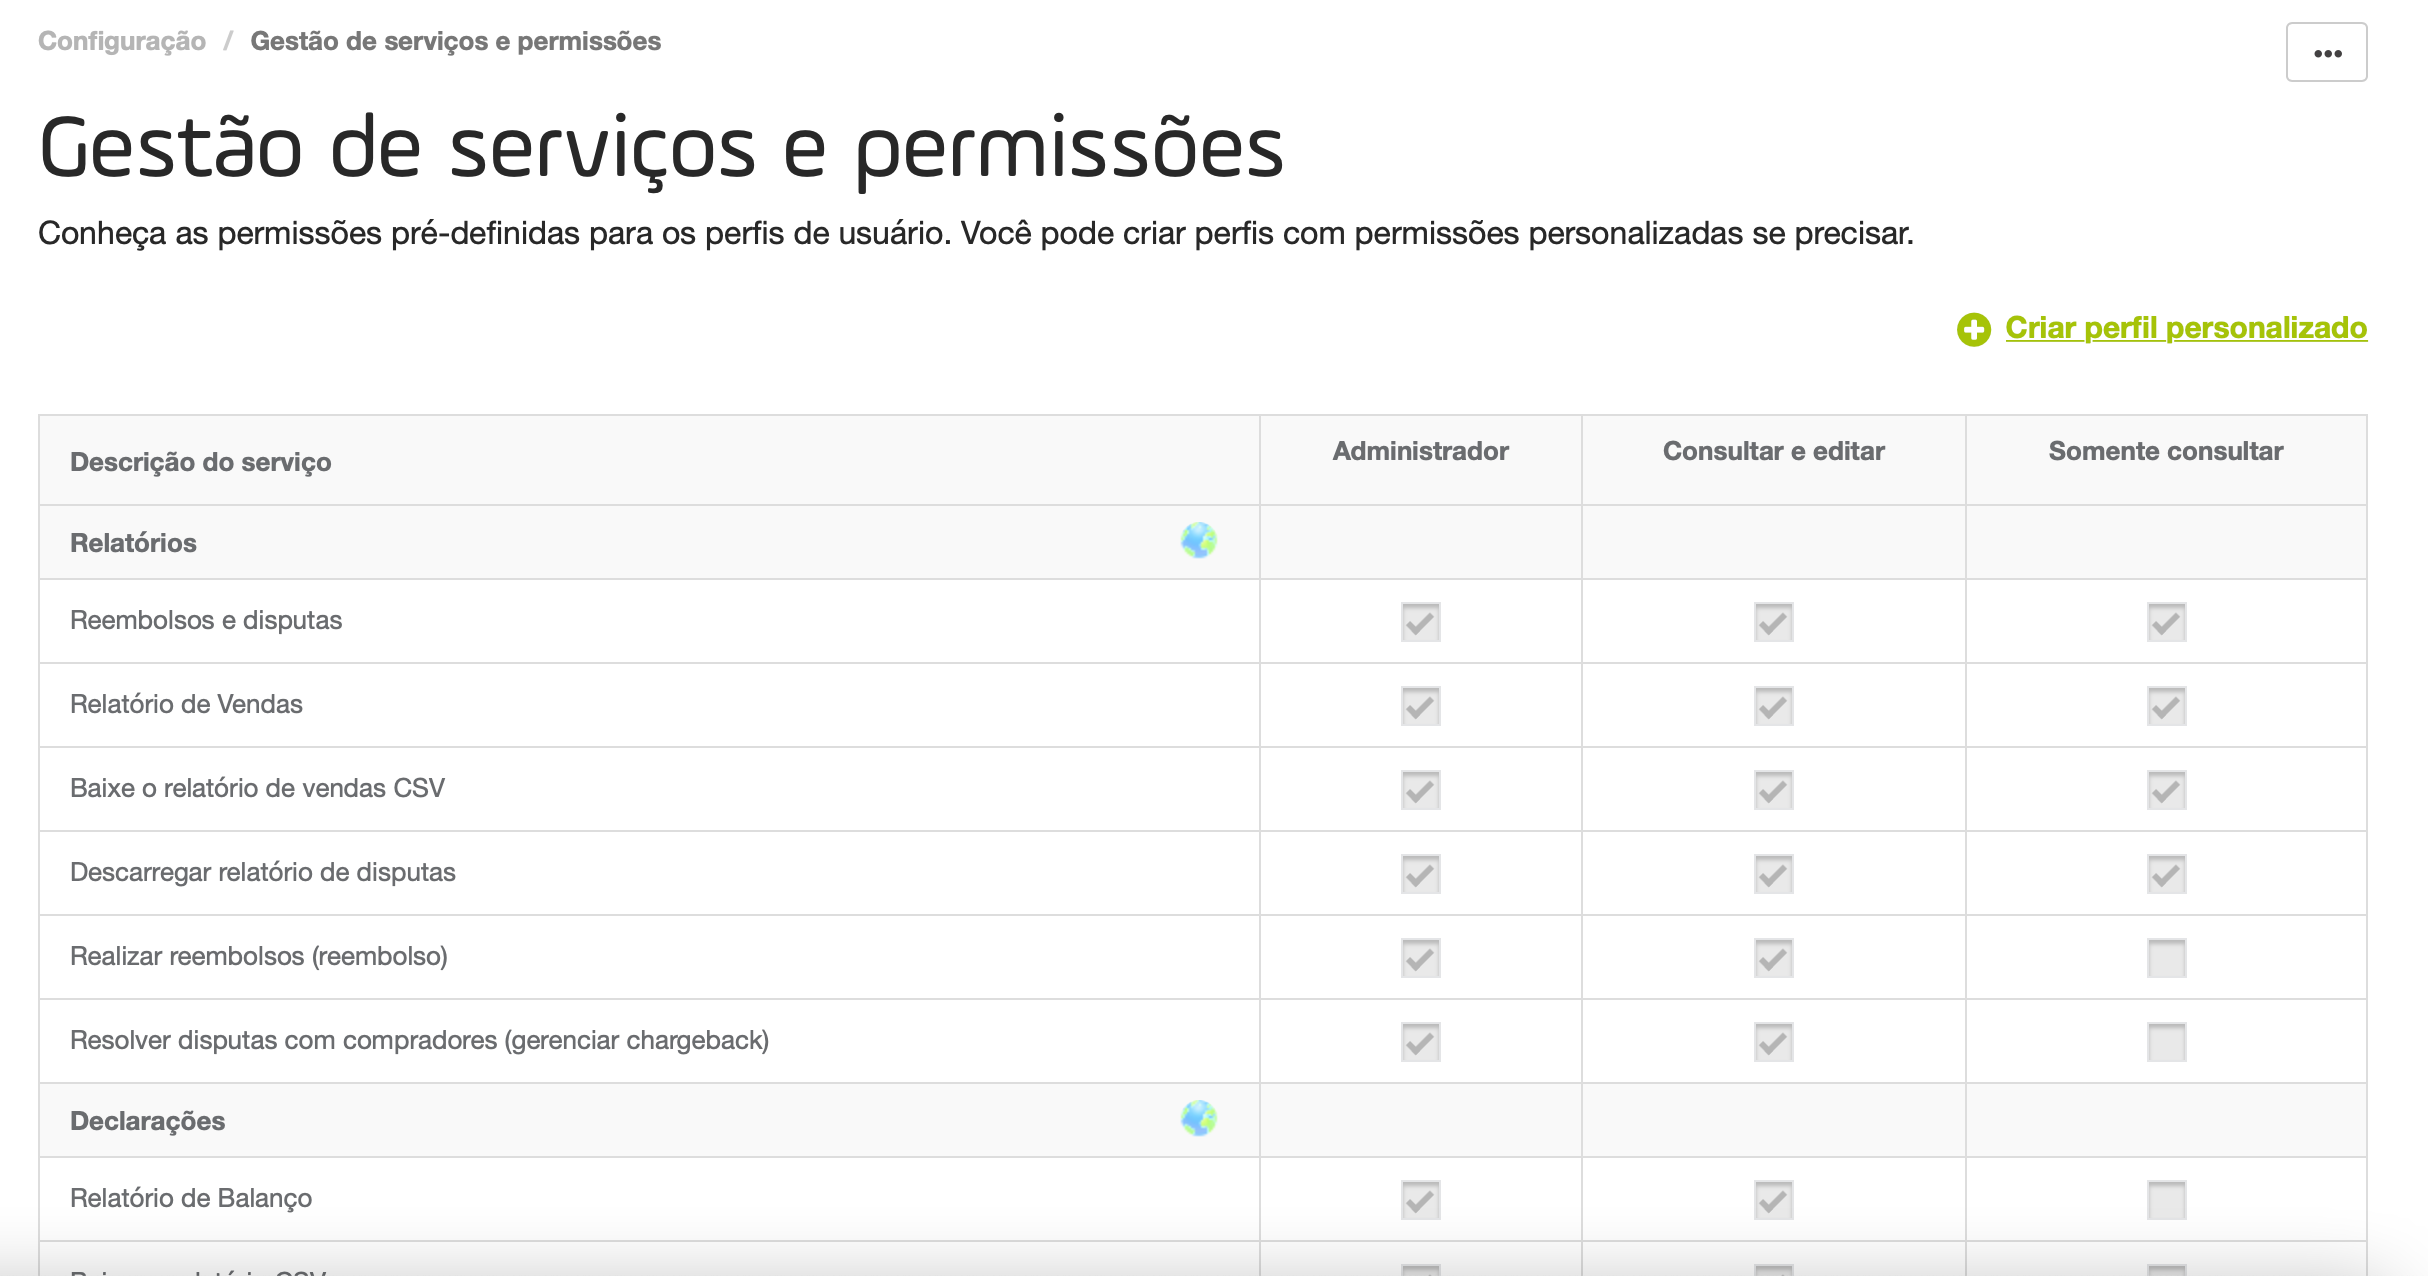 Configuração / Gestão de serviços e permissões
Gestão de serviços e permissões
Conheça as permissões pré-definidas para os perfis de usuário. Você pode criar perfis com permissões personalizadas se precisar.
Criar perfil personalizado
Descrição do serviço Administrador Consultar e editar Somente consultar
Relatórios
Reembolsos e disputas
Relatório de Vendas
Baixe o relatório de vendas CSV
Descarregar relatório de disputas
Realizar reembolsos (reembolso)
Resolver disputas com compradores (gerenciar chargeback)
Declarações
Relatório de Balanço